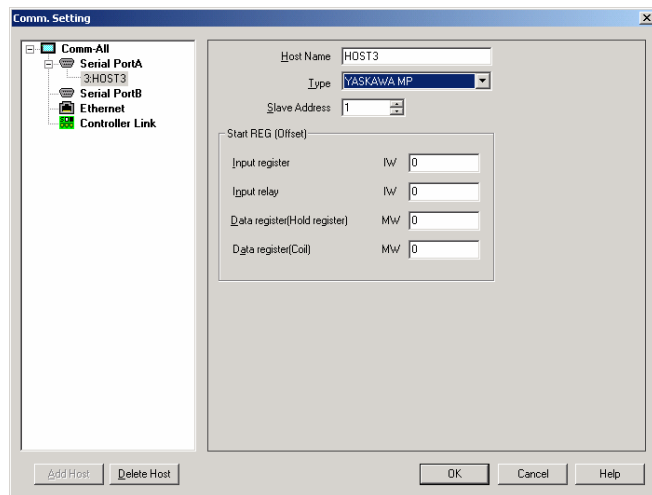 Comm. Setting
Comm-All
Serial PortA
3:HOST3
Serial PortB
Ethernet
Controller Link
Host Name HOST3
Type YASKAWA MP
Slave Address 1
Start REG (Offset)
Input register IW 0
Input relay IW 0
Data register(Hold register) MW 0
Data register(Coil) MW 0
Add Host Delete Host OK Cancel Help